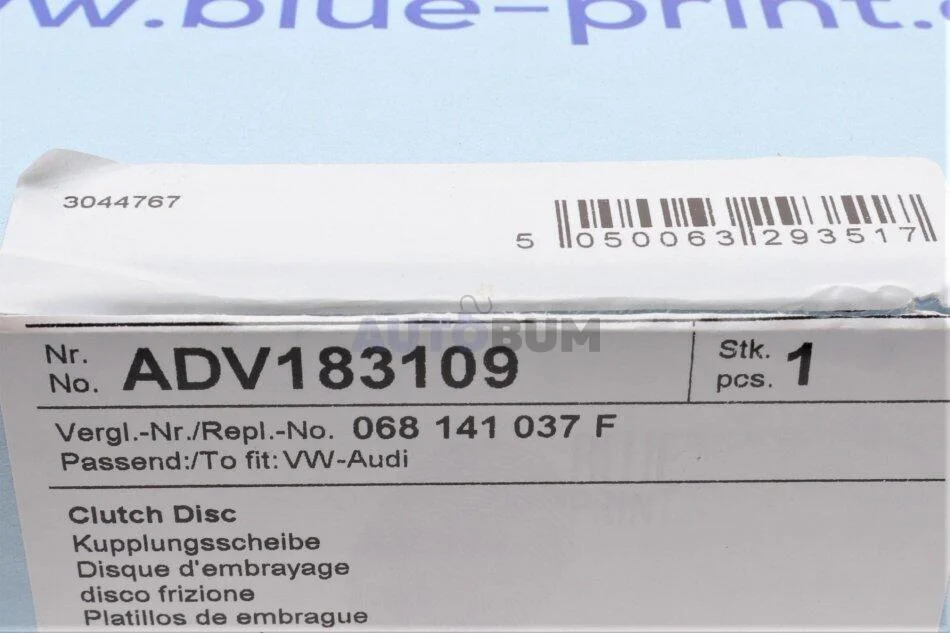 w.blue-print.
3044767
5 050063 293517
AUTOBUM
Nr.
No. ADV183109
Stk.
pcs. 1
Vergl.-Nr./Repl.-No. 068 141 037 F
Passend:/To fit: VW-Audi
Clutch Disc
Kupplungsscheibe
Disque d'embrayage
disco frizione
Platillos de embrague